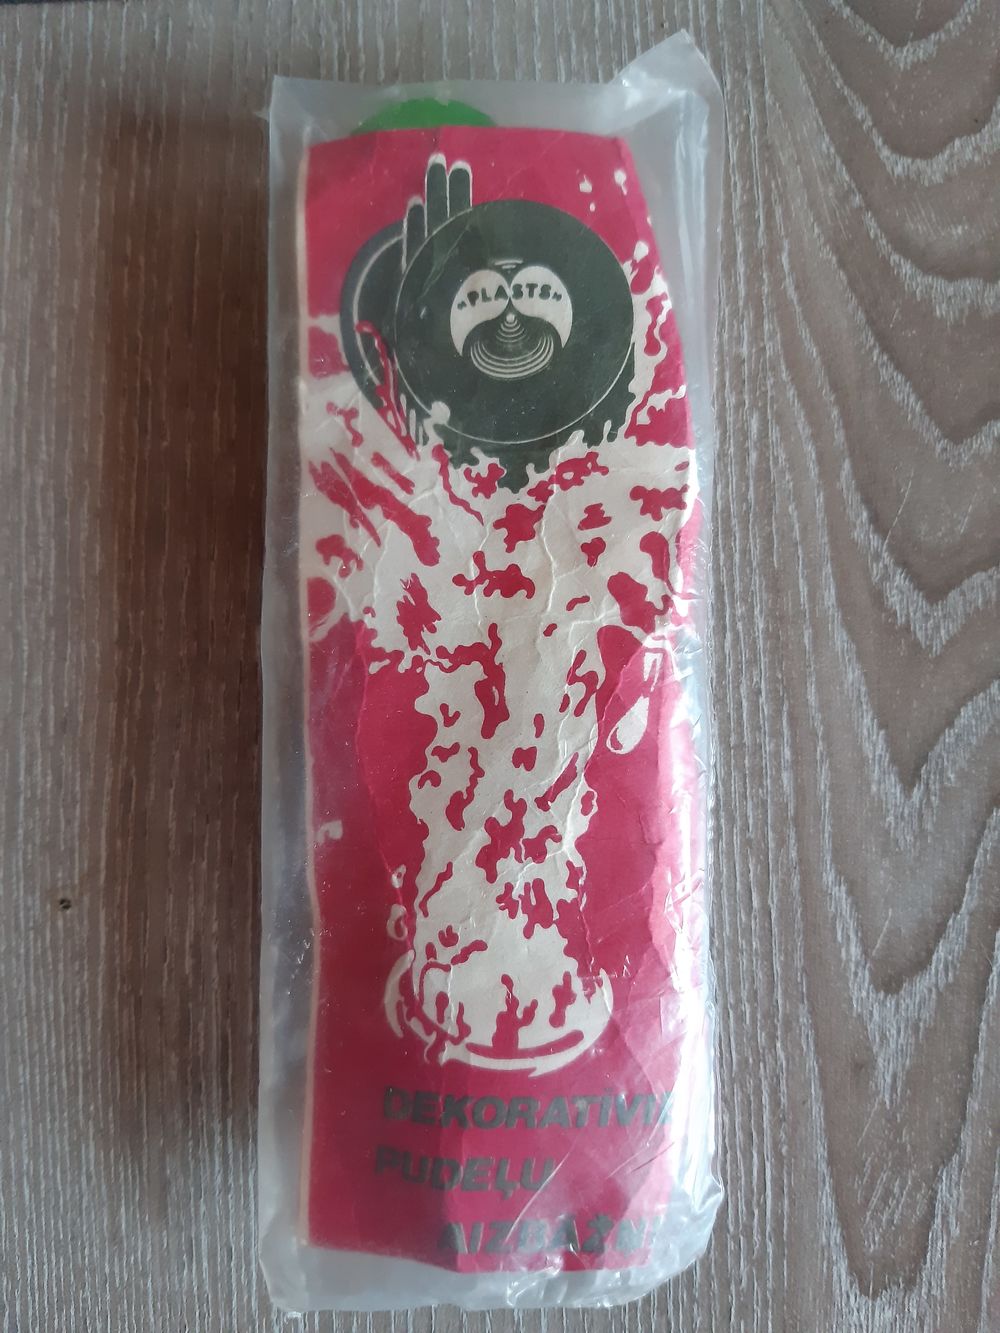 "PLASTS"
DEKORATĪVIE
PUDEĻU
AIZBĀŽŅI